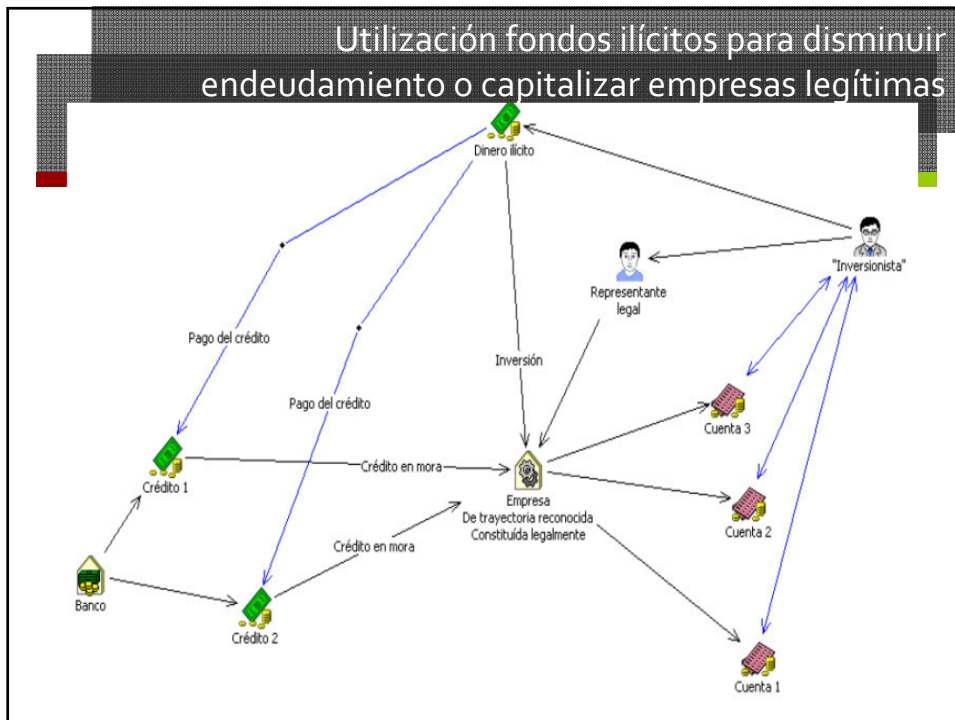 Utilización fondos ilícitos para disminuir
endeudamiento o capitalizar empresas legítimas
Dinero ilícito
"Inversionista"
Representante
legal
Pago del crédito
Inversión
Pago del crédito
Cuenta 3
Crédito en mora
Crédito 1
Empresa
De trayectoria reconocida
Constituída legalmente
Cuenta 2
Crédito en mora
Banco
Crédito 2
Cuenta 1